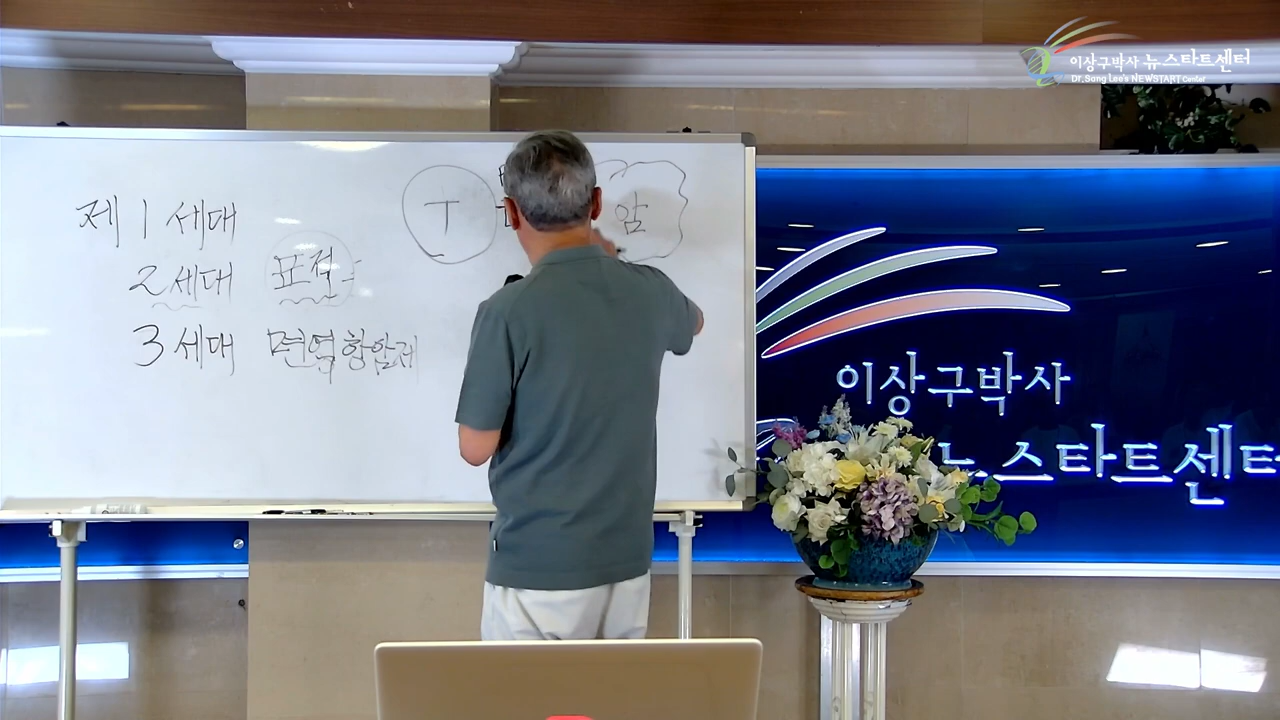 이상구박사 뉴스타트센터
Dr. Sang Lee's NEWSTART Center
제 1 세대
2 세대 표적
3 세대 면역항암제
T
암
이상구박사
뉴스타트센터